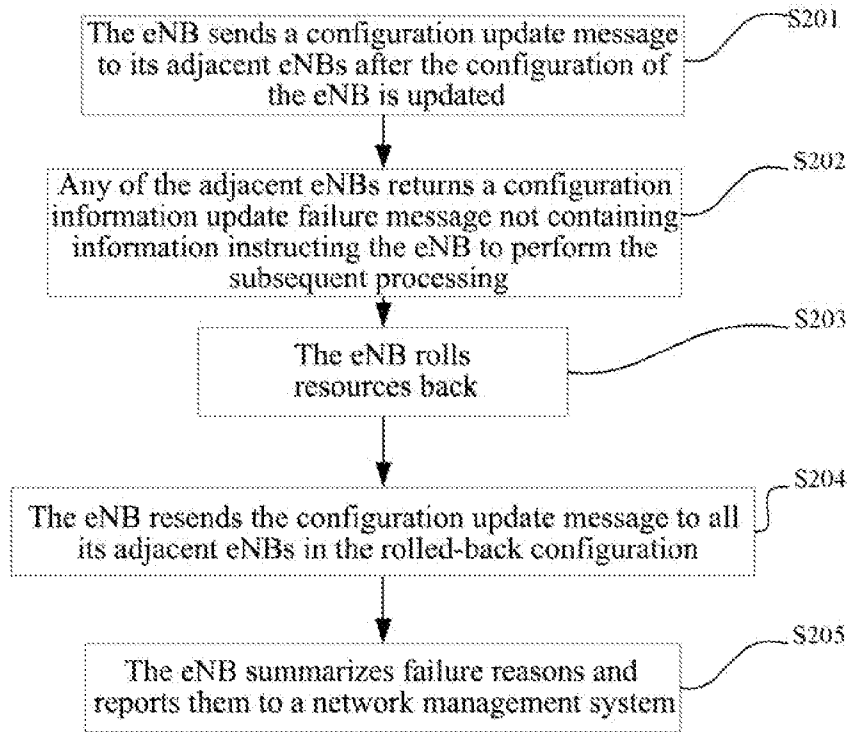 S201
The eNB sends a configuration update message
to its adjacent eNBs after the configuration of
the eNB is updated
S202
Any of the adjacent eNBs returns a configuration
information update failure message not containing
information instructing the eNB to perform the
subsequent processing
S203
The eNB rolls
resources back
S204
The eNB resends the configuration update message to all
its adjacent eNBs in the rolled-back configuration
S205
The eNB summarizes failure reasons and
reports them to a network management system